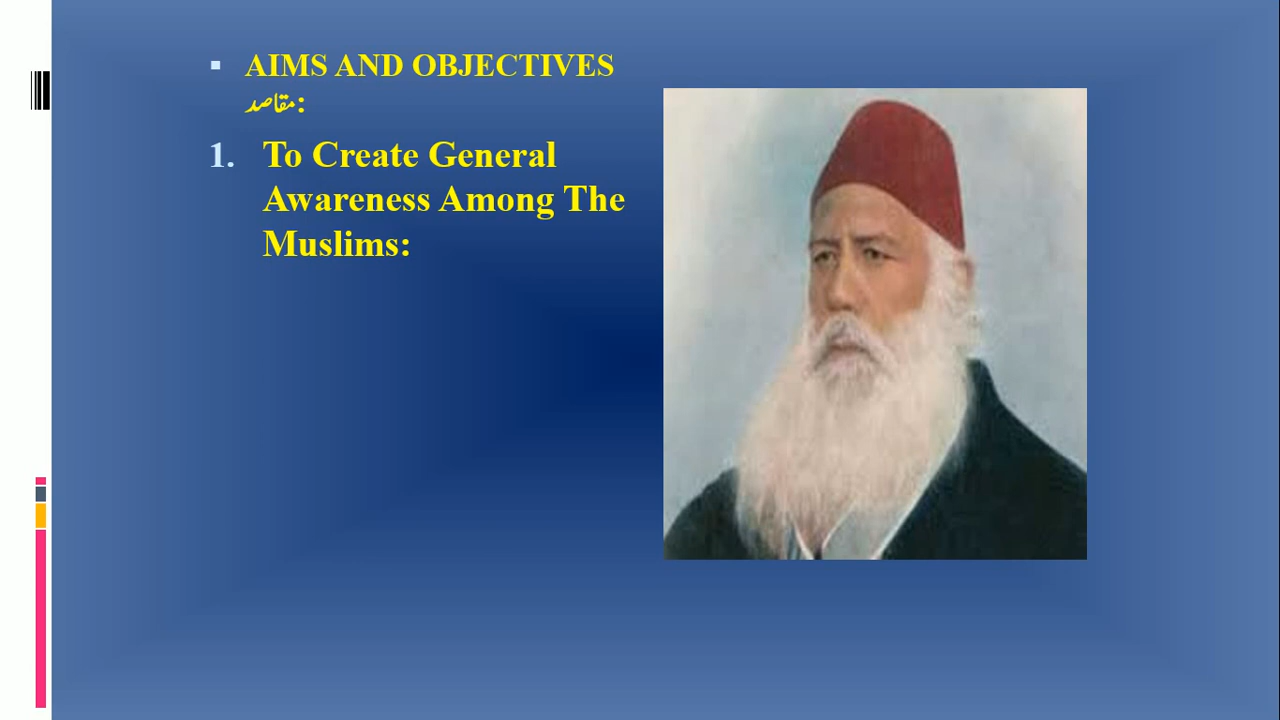 AIMS AND OBJECTIVES
مقاصد:
1. To Create General
Awareness Among The
Muslims: